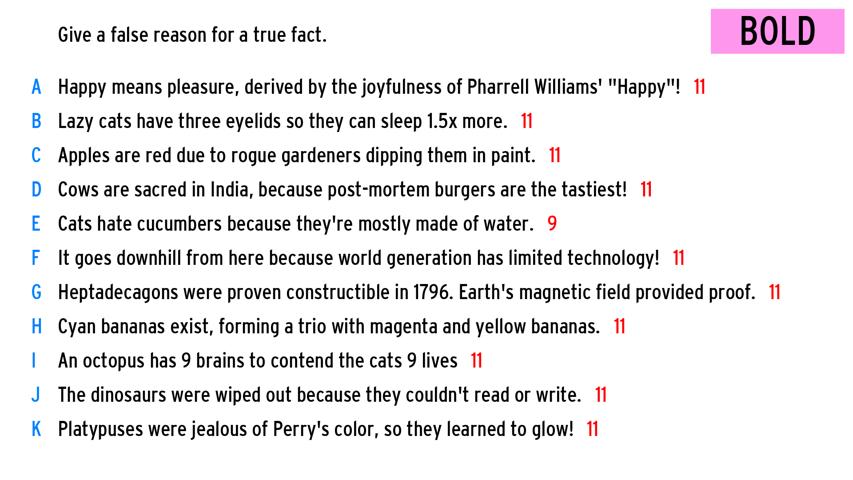 Give a false reason for a true fact.
BOLD
A Happy means pleasure, derived by the joyfulness of Pharrell Williams' "Happy"! 11
B Lazy cats have three eyelids so they can sleep 1.5x more. 11
C Apples are red due to rogue gardeners dipping them in paint. 11
D Cows are sacred in India, because post-mortem burgers are the tastiest! 11
E Cats hate cucumbers because they're mostly made of water. 9
F It goes downhill from here because world generation has limited technology! 11
G Heptadecagons were proven constructible in 1796. Earth's magnetic field provided proof. 11
H Cyan bananas exist, forming a trio with magenta and yellow bananas. 11
I An octopus has 9 brains to contend the cats 9 lives 11
J The dinosaurs were wiped out because they couldn't read or write. 11
K Platypuses were jealous of Perry's color, so they learned to glow! 11